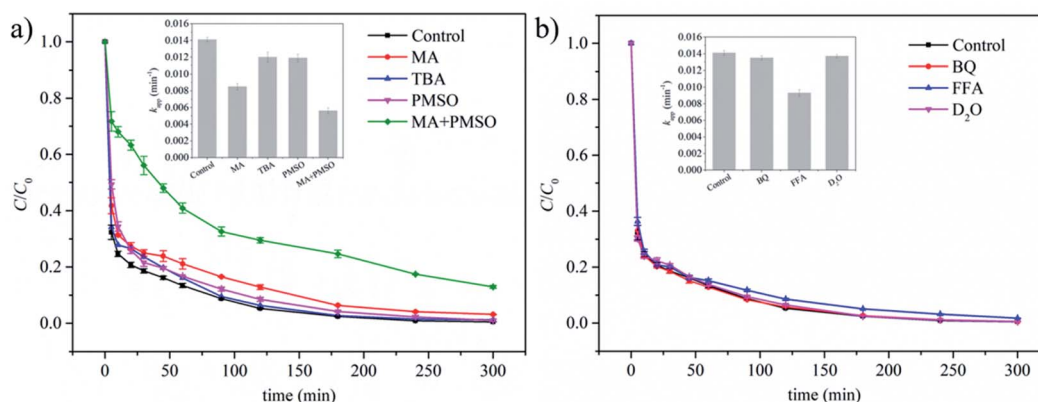 a)
Control
MA
TBA
PMSO
MA+PMSO
0.016
0.014
0.012
0.010
0.008
0.006
0.004
0.002
0.000
k_app (min⁻¹)
Control
MA
TBA
PMSO
MA+PMSO
1.0
0.8
0.6
0.4
0.2
0.0
C/C₀
0 50 100 150 200 250 300
time (min)
b)
Control
BQ
FFA
D₂O
0.016
0.014
0.012
0.010
0.008
0.006
0.004
0.002
0.000
k_app (min⁻¹)
Control
BQ
FFA
D₂O
1.0
0.8
0.6
0.4
0.2
0.0
C/C₀
0 50 100 150 200 250 300
time (min)